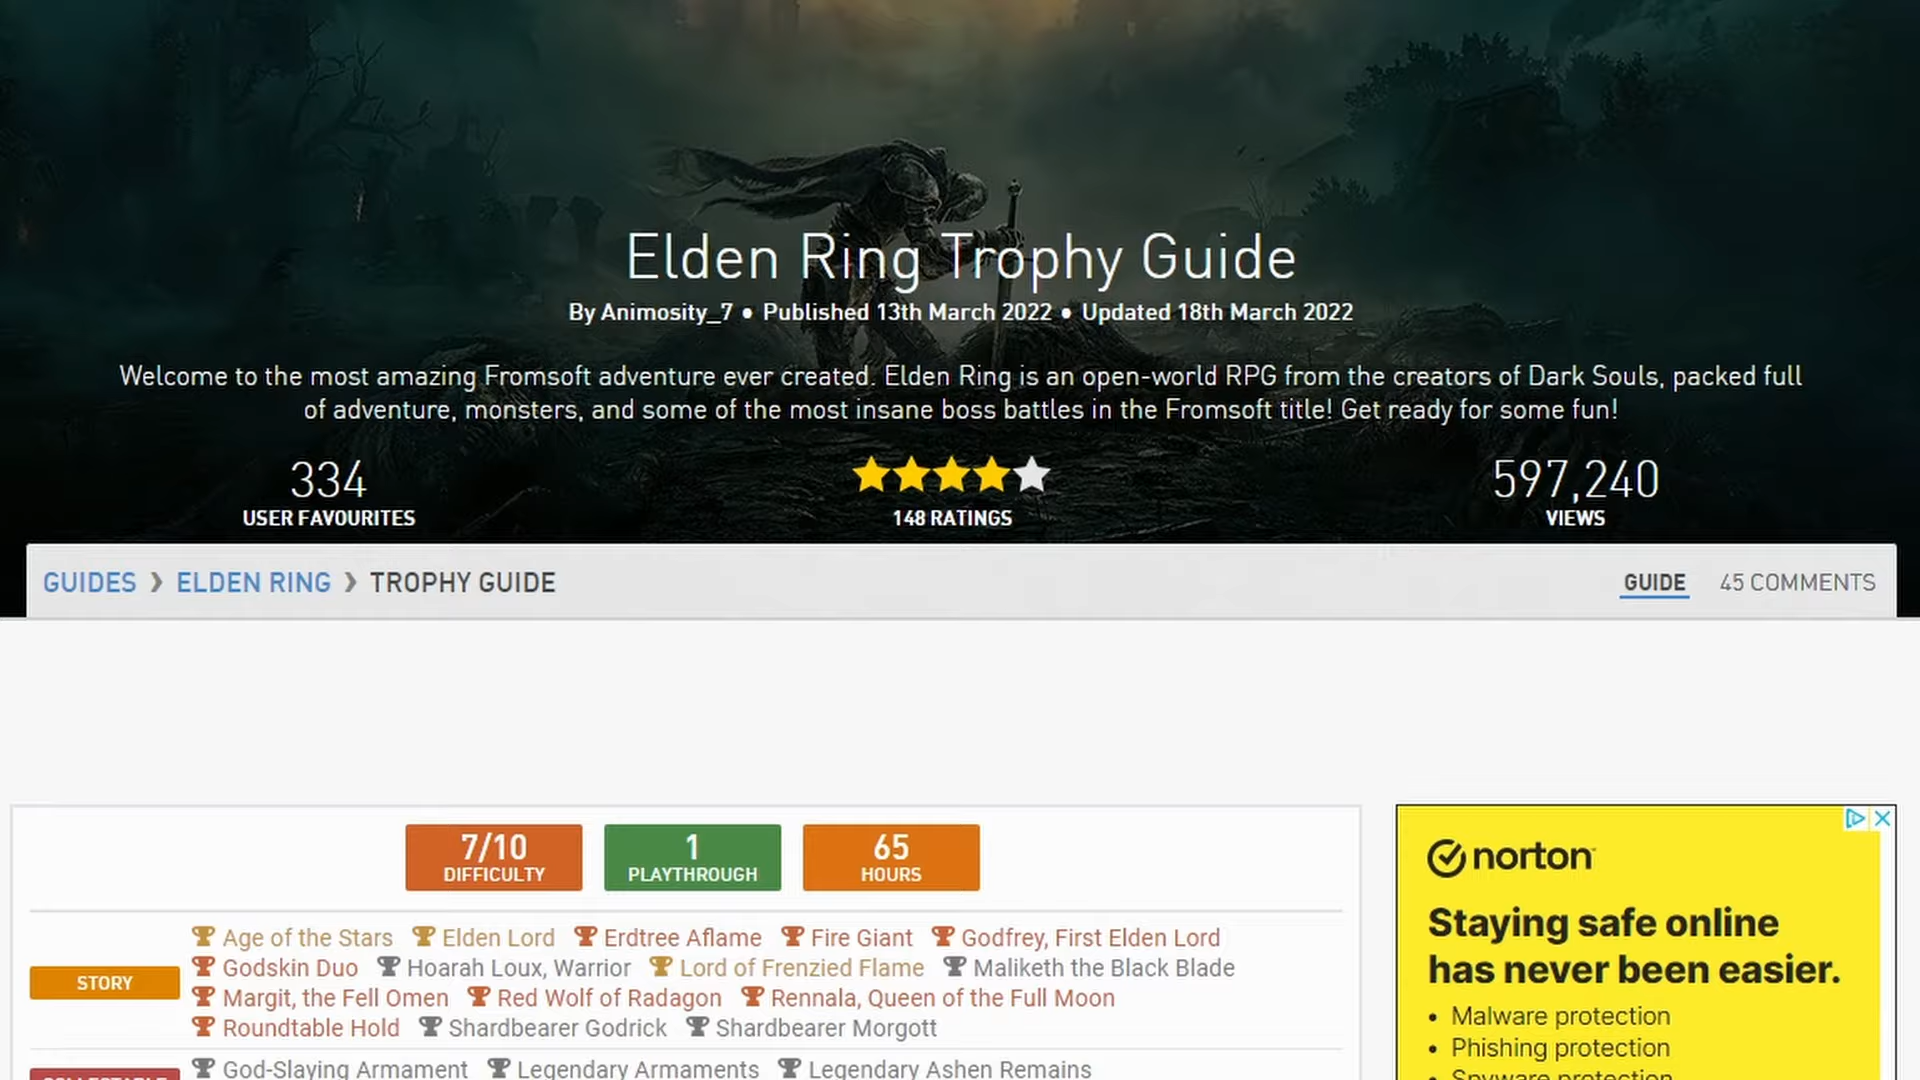 Elden Ring Trophy Guide
By Animosity_7 • Published 13th March 2022 • Updated 18th March 2022
Welcome to the most amazing Fromsoft adventure ever created. Elden Ring is an open-world RPG from the creators of Dark Souls, packed full
of adventure, monsters, and some of the most insane boss battles in the Fromsoft title! Get ready for some fun!
334
USER FAVOURITES
148 RATINGS
597,240
VIEWS
GUIDES > ELDEN RING > TROPHY GUIDE
GUIDE 45 COMMENTS
7/10
DIFFICULTY
1
PLAYTHROUGH
65
HOURS
STORY
Age of the Stars Elden Lord Erdtree Aflame Fire Giant Godfrey, First Elden Lord
Godskin Duo Hoarah Loux, Warrior Lord of Frenzied Flame Maliketh the Black Blade
Margit, the Fell Omen Red Wolf of Radagon Rennala, Queen of the Full Moon
Roundtable Hold Shardbearer Godrick Shardbearer Morgott
God-Slaying Armament Legendary Armaments Legendary Ashen Remains
norton
Staying safe online
has never been easier.
• Malware protection
• Phishing protection
• Spyware protection